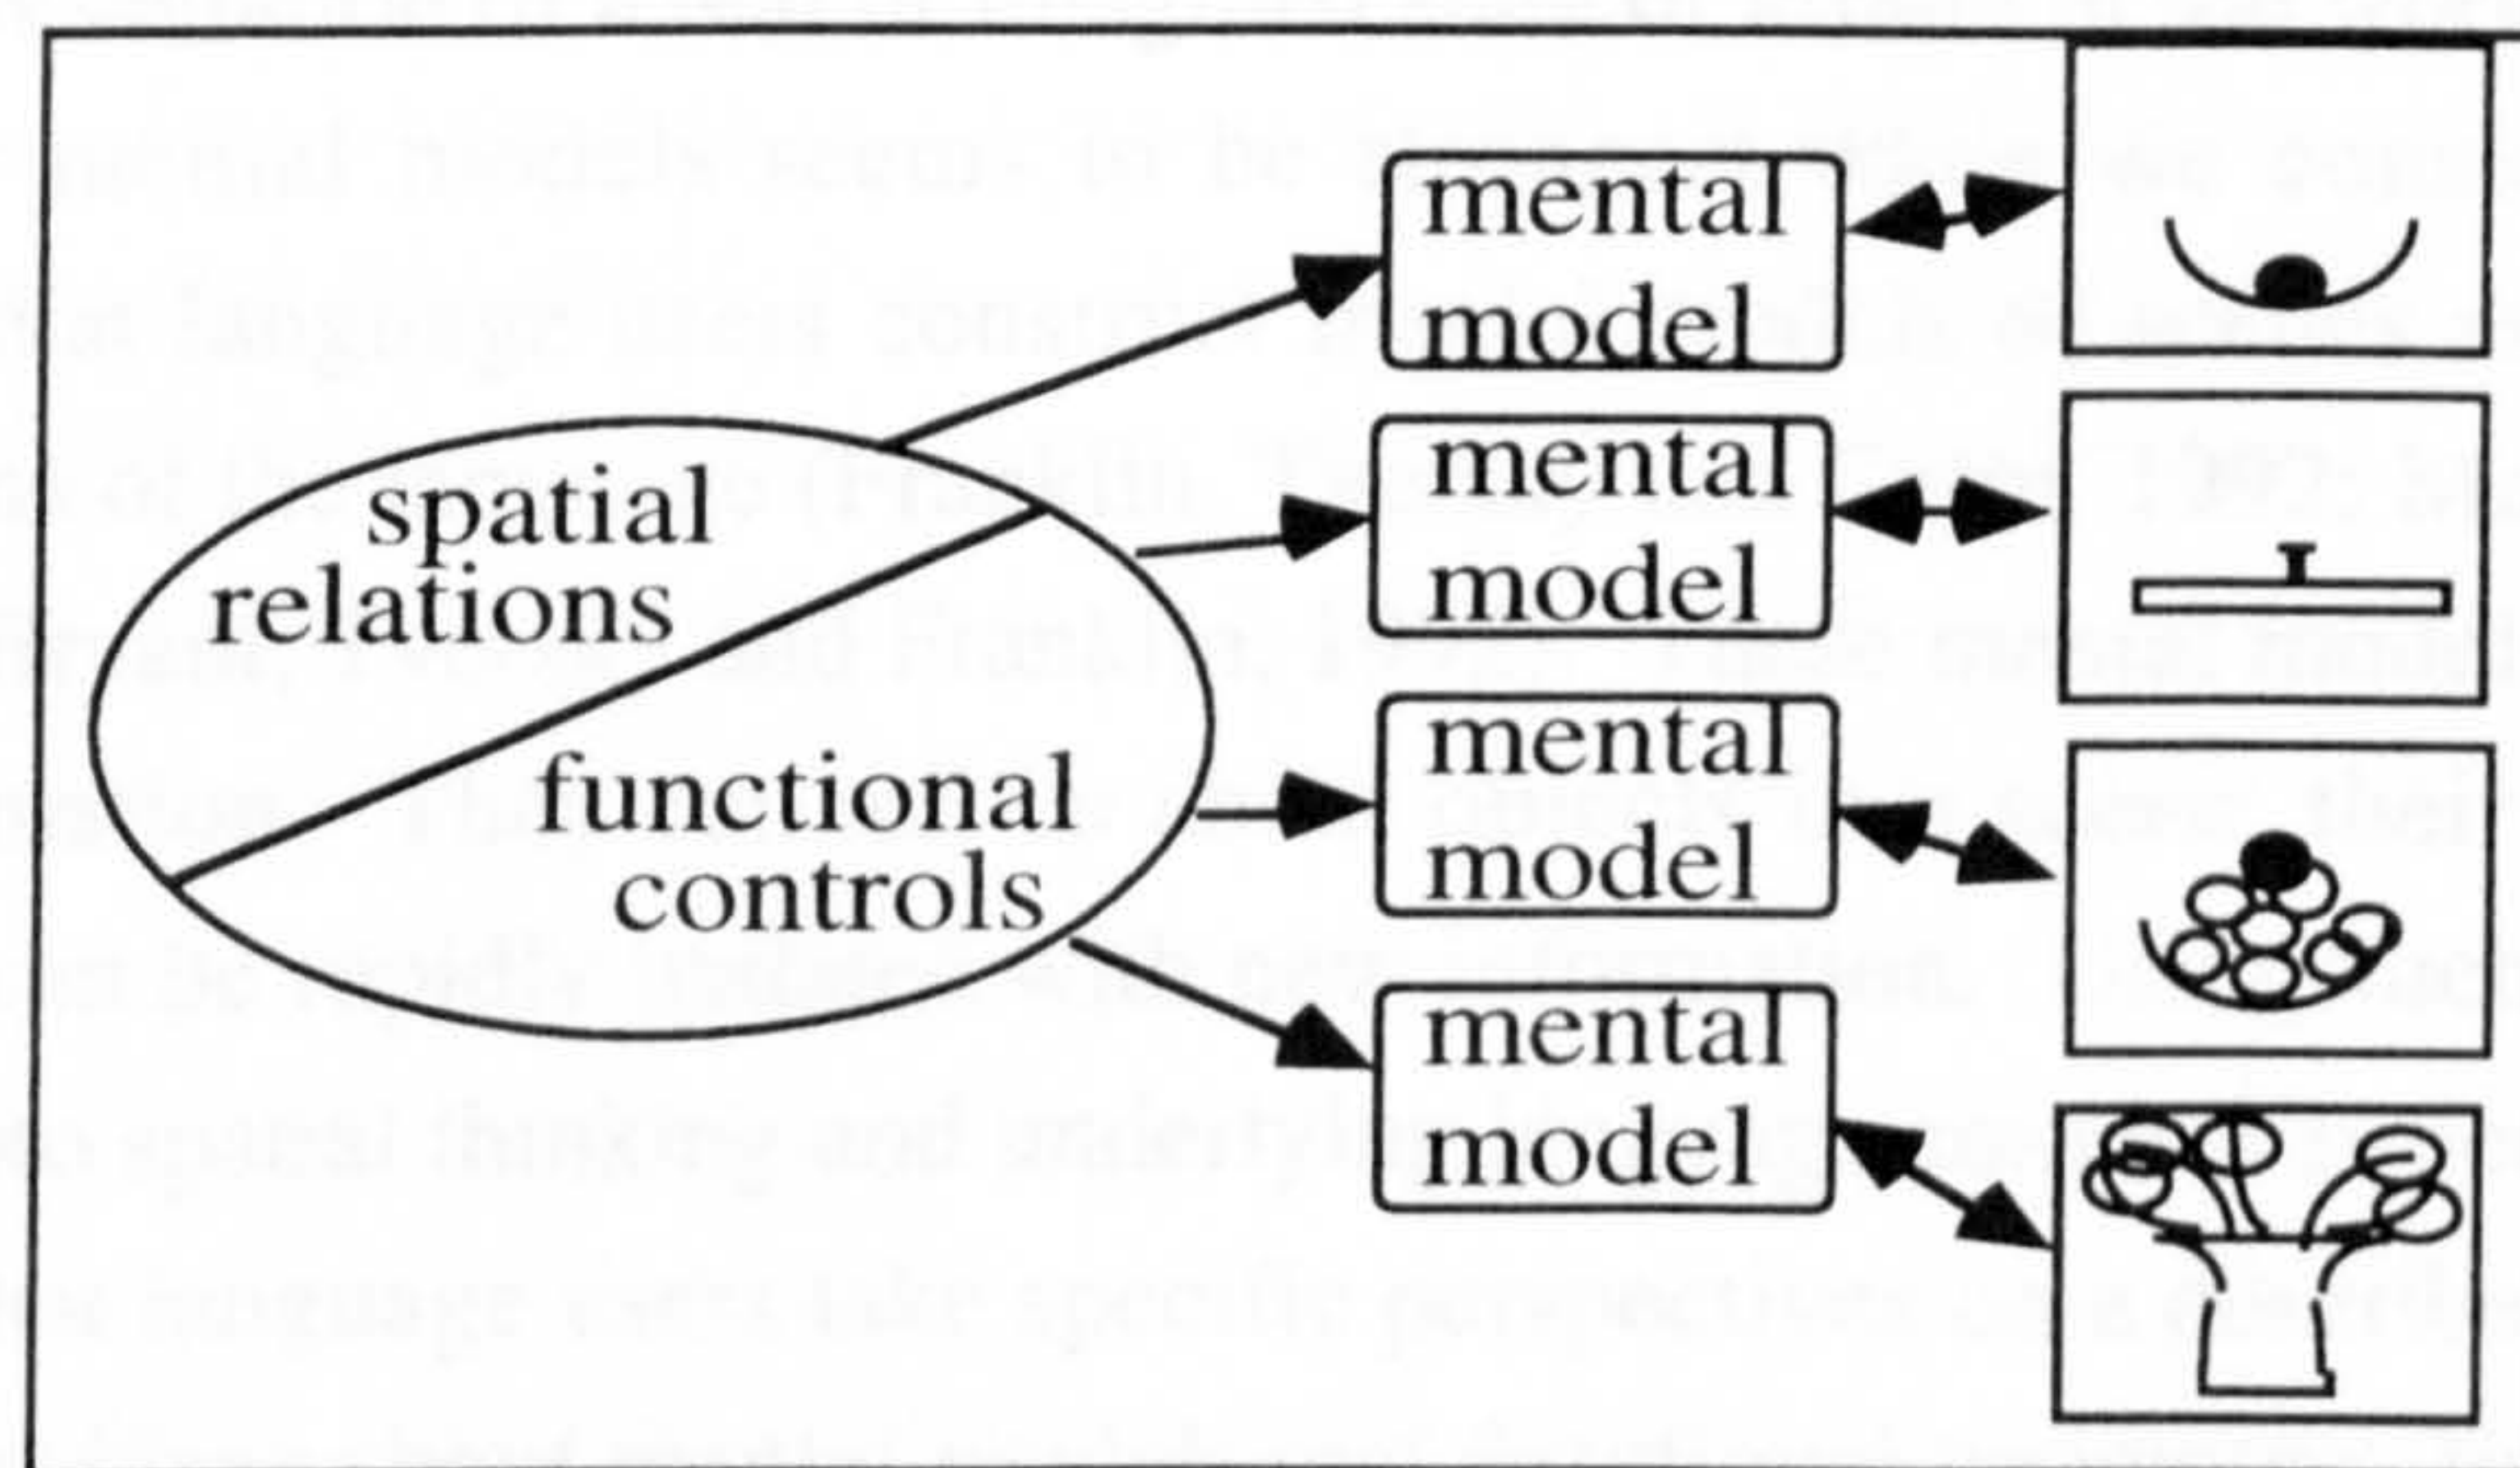 spatial
relations
functional
controls
mental
model
mental
model
mental
model
mental
model